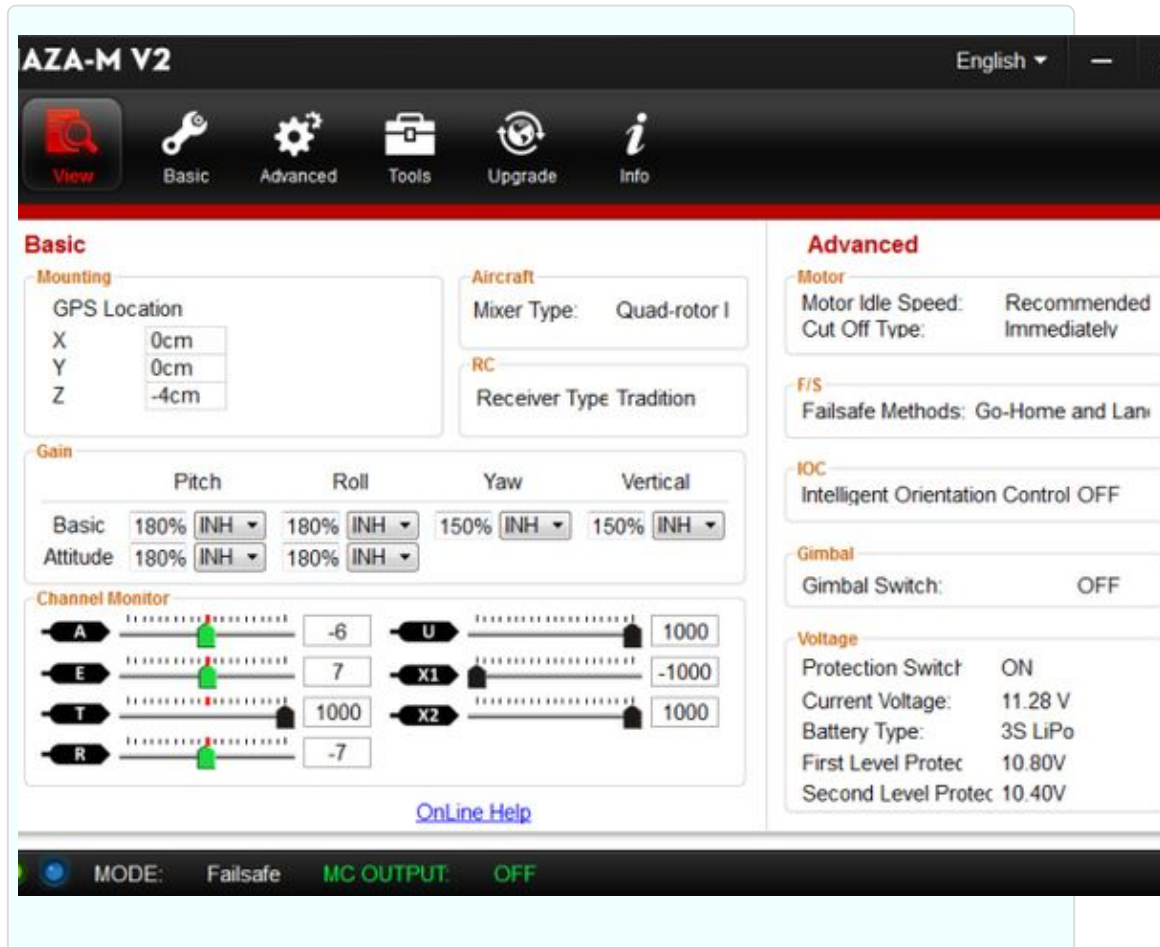 AZA-M V2 English
View Basic Advanced Tools Upgrade Info
Basic
Mounting
GPS Location
X 0cm
Y 0cm
Z -4cm
Aircraft
Mixer Type: Quad-rotor I
RC
Receiver Type Tradition
Gain
Pitch Roll Yaw Vertical
Basic 180% INH 180% INH 150% INH 150% INH
Attitude 180% INH 180% INH
Channel Monitor
A -6 U 1000
E 7 X1 -1000
T 1000 X2 1000
R -7
OnLine Help
Advanced
Motor
Motor Idle Speed: Recommended
Cut Off Type: Immediately
F/S
Failsafe Methods: Go-Home and Lan
IOC
Intelligent Orientation Control OFF
Gimbal
Gimbal Switch: OFF
Voltage
Protection Switch ON
Current Voltage: 11.28 V
Battery Type: 3S LiPo
First Level Protec 10.80V
Second Level Protec 10.40V
MODE: Failsafe MC OUTPUT: OFF